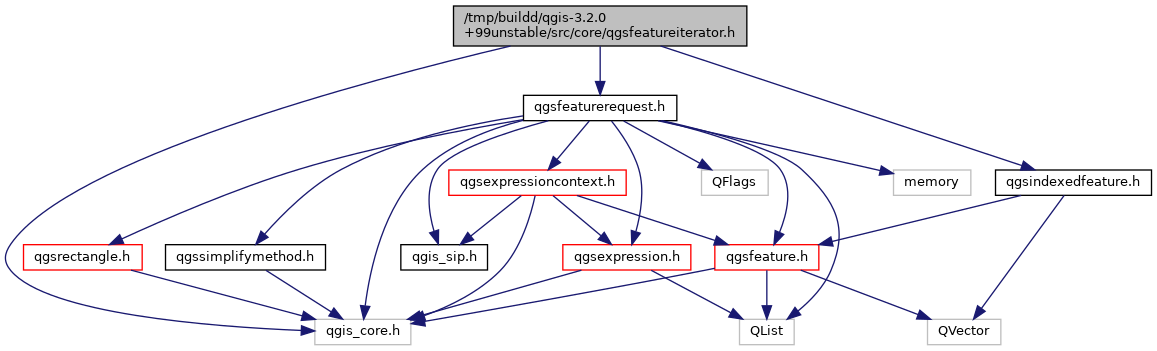 /tmp/buildd/qgis-3.2.0
+99unstable/src/core/qgsfeatureiterator.h
qgsfeaturerequest.h
qgsexpressioncontext.h
QFlags
memory
qgsindexedfeature.h
qgsrectangle.h
qgssimplifymethod.h
qgis_sip.h
qgsexpression.h
qgsfeature.h
qgis_core.h
QList
QVector